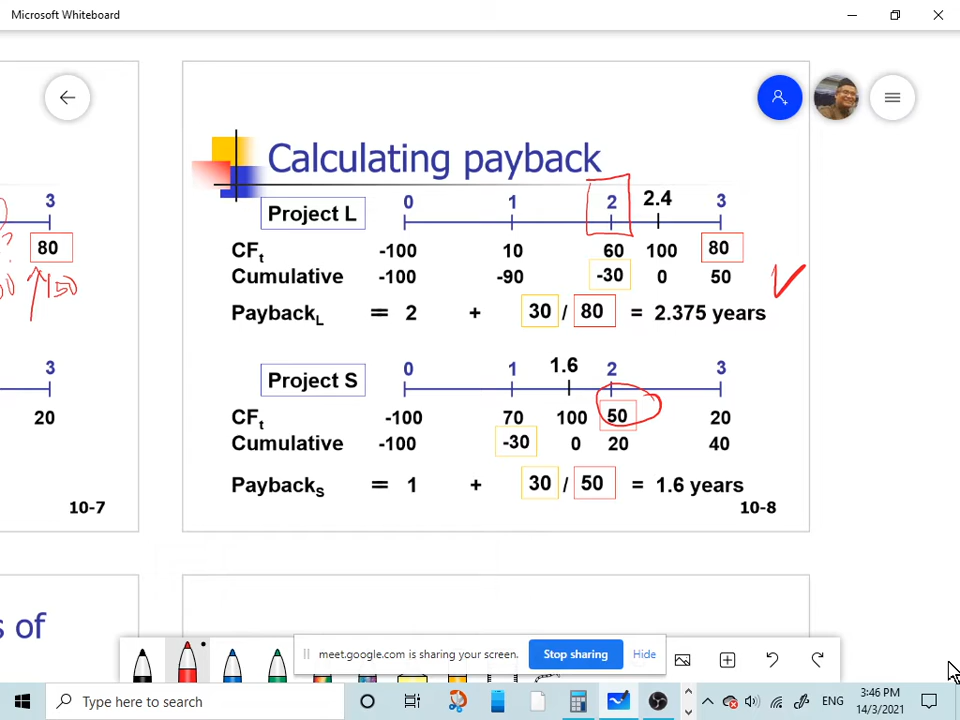 Microsoft Whiteboard
Calculating payback
3
80
150
3
20
10-7
s of
Project L
0 1 2 2.4 3
CFt -100 10 60 100 80
Cumulative -100 -90 -30 0 50
PaybackL = 2 + 30 / 80 = 2.375 years
Project S
0 1 1.6 2 3
CFt -100 70 100 50 20
Cumulative -100 -30 0 20 40
PaybackS = 1 + 30 / 50 = 1.6 years
10-8
meet.google.com is sharing your screen. Stop sharing Hide
Type here to search
ENG
3:46 PM
14/3/2021